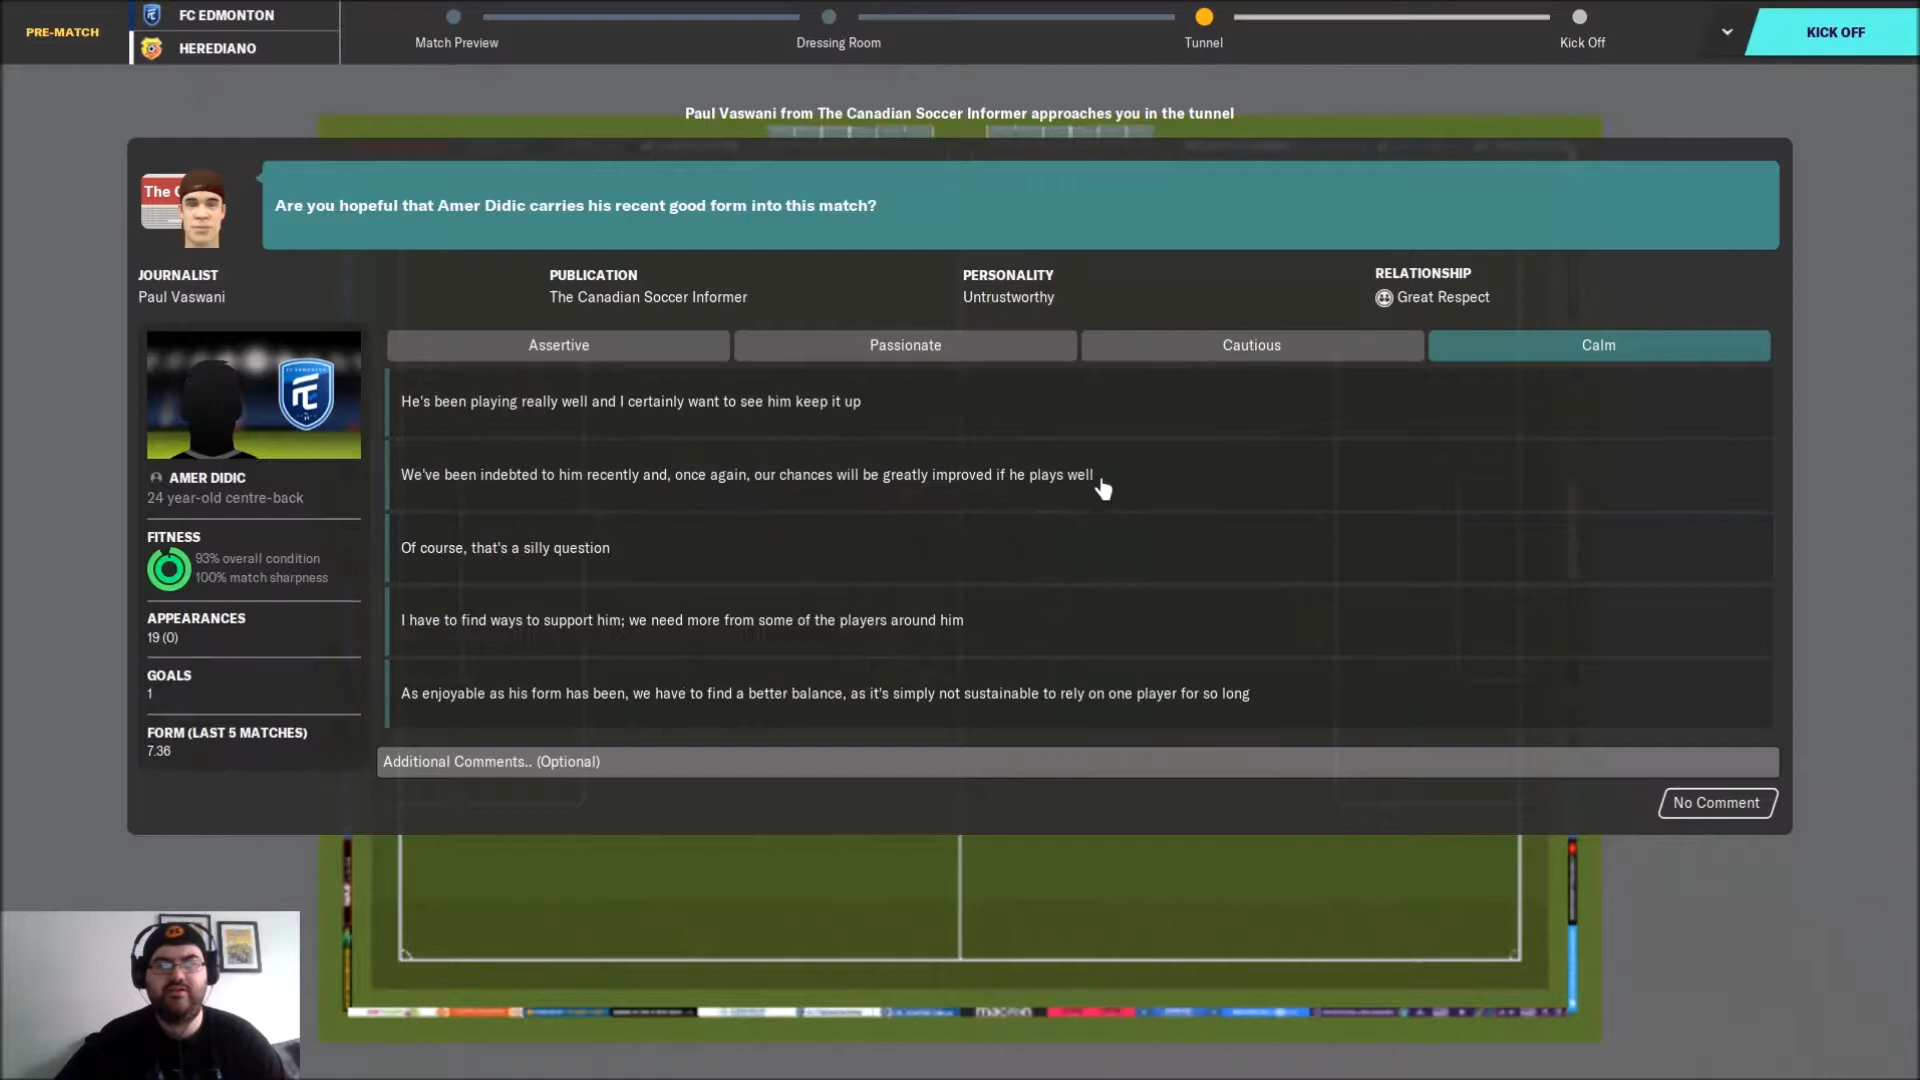 PRE-MATCH
FC EDMONTON
HEREDIANO
Match Preview
Dressing Room
Tunnel
Kick Off
KICK OFF
Paul Vaswani from The Canadian Soccer Informer approaches you in the tunnel
The C
Are you hopeful that Amer Didic carries his recent good form into this match?
JOURNALIST
Paul Vaswani
PUBLICATION
The Canadian Soccer Informer
PERSONALITY
Untrustworthy
RELATIONSHIP
Great Respect
Assertive
Passionate
Cautious
Calm
He's been playing really well and I certainly want to see him keep it up
We've been indebted to him recently and, once again, our chances will be greatly improved if he plays well
Of course, that's a silly question
I have to find ways to support him; we need more from some of the players around him
As enjoyable as his form has been, we have to find a better balance, as it's simply not sustainable to rely on one player for so long
AMER DIDIC
24 year-old centre-back
FITNESS
93% overall condition
100% match sharpness
APPEARANCES
19 (0)
GOALS
1
FORM (LAST 5 MATCHES)
7.36
Additional Comments.. (Optional)
No Comment
macron